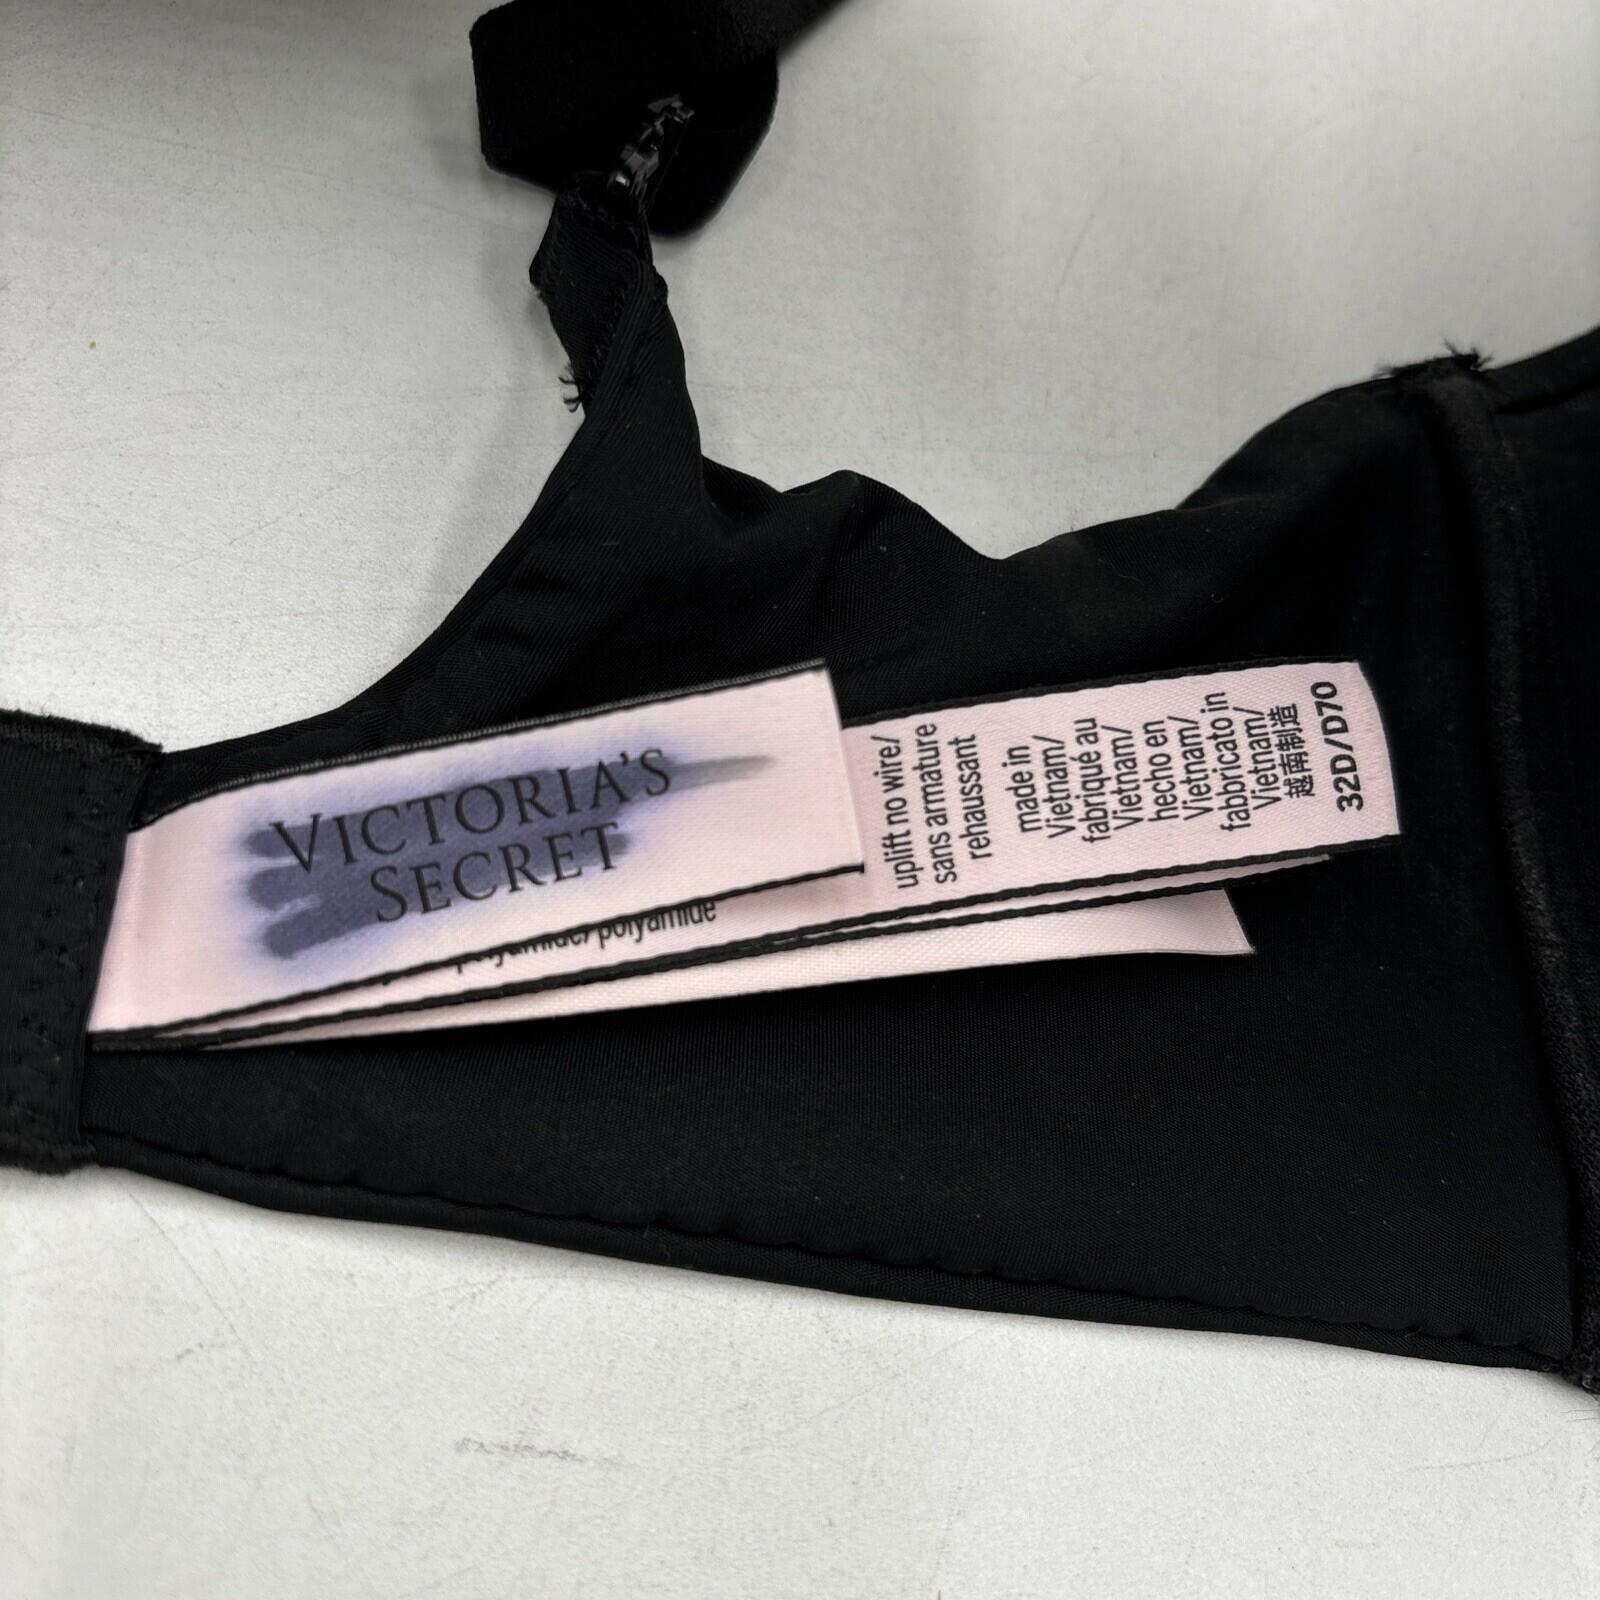 VICTORIA'S
SECRET
polyamide/polyamide
uplift no wire/
sans armature
rehaussant
made in
Vietnam/
fabriqué au
Vietnam/
hecho en
Vietnam/
fabbricato in
Vietnam/
越南制造
32D/D70